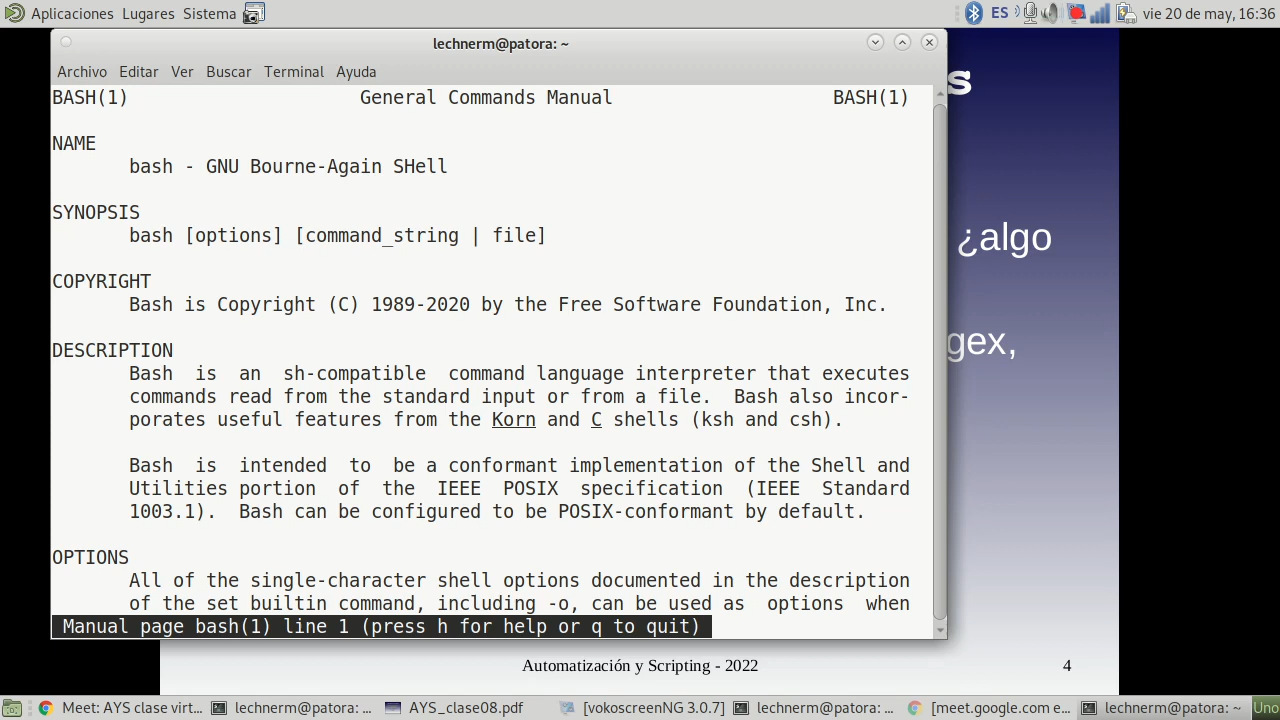 Aplicaciones Lugares Sistema ES vie 20 de may, 16:36
lechnerm@patora: ~
Archivo Editar Ver Buscar Terminal Ayuda
BASH(1) General Commands Manual BASH(1)
NAME
bash - GNU Bourne-Again SHell
SYNOPSIS
bash [options] [command_string | file]
COPYRIGHT
Bash is Copyright (C) 1989-2020 by the Free Software Foundation, Inc.
DESCRIPTION
Bash is an sh-compatible command language interpreter that executes
commands read from the standard input or from a file. Bash also incor-
porates useful features from the Korn and C shells (ksh and csh).
Bash is intended to be a conformant implementation of the Shell and
Utilities portion of the IEEE POSIX specification (IEEE Standard
1003.1). Bash can be configured to be POSIX-conformant by default.
OPTIONS
All of the single-character shell options documented in the description
of the set builtin command, including -o, can be used as options when
Manual page bash(1) line 1 (press h for help or q to quit)
s
¿algo
gex,
Automatización y Scripting - 2022 4
Meet: AYS clase virt... lechnerm@patora: ... AYS_clase08.pdf [vokoscreenNG 3.0.7] lechnerm@patora: ... [meet.google.com e... lechnerm@patora: ~ Uno